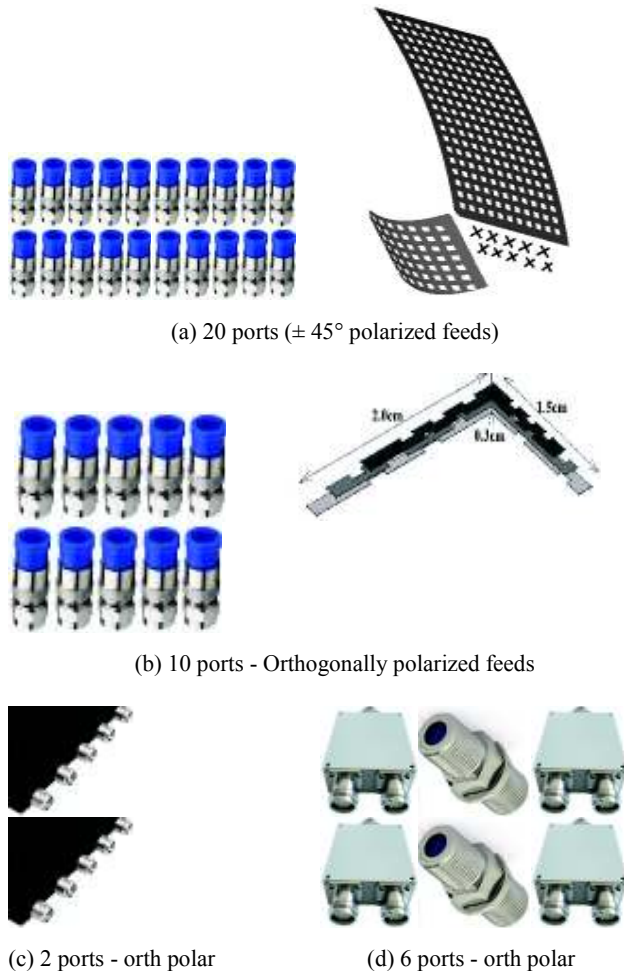 (a) 20 ports (± 45° polarized feeds)
2.0cm
1.5cm
0.3cm
(b) 10 ports - Orthogonally polarized feeds
(c) 2 ports - orth polar
(d) 6 ports - orth polar